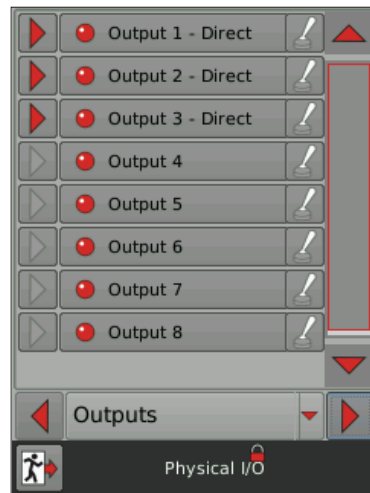 Output 1 - Direct
Output 2 - Direct
Output 3 - Direct
Output 4
Output 5
Output 6
Output 7
Output 8
Outputs
Physical I/O